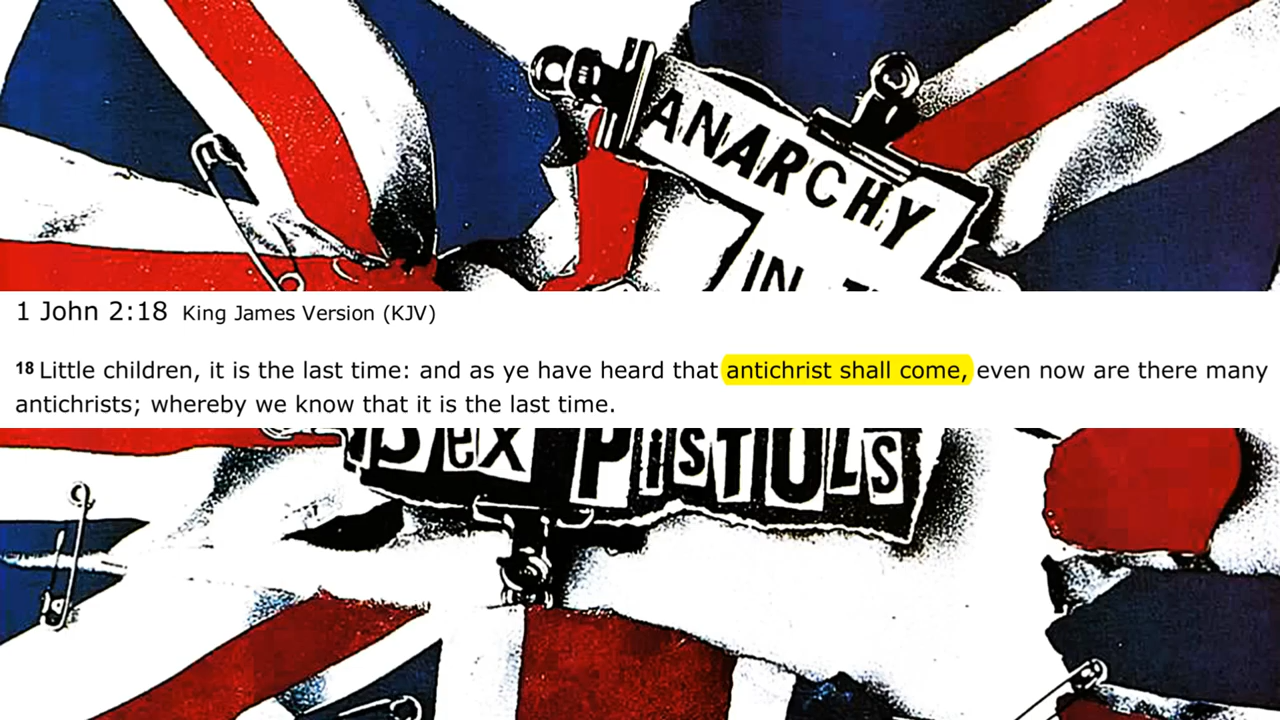 ANARCHY
IN T
1 John 2:18 King James Version (KJV)
18 Little children, it is the last time: and as ye have heard that antichrist shall come, even now are there many
antichrists; whereby we know that it is the last time.
Sex PiSTOLS